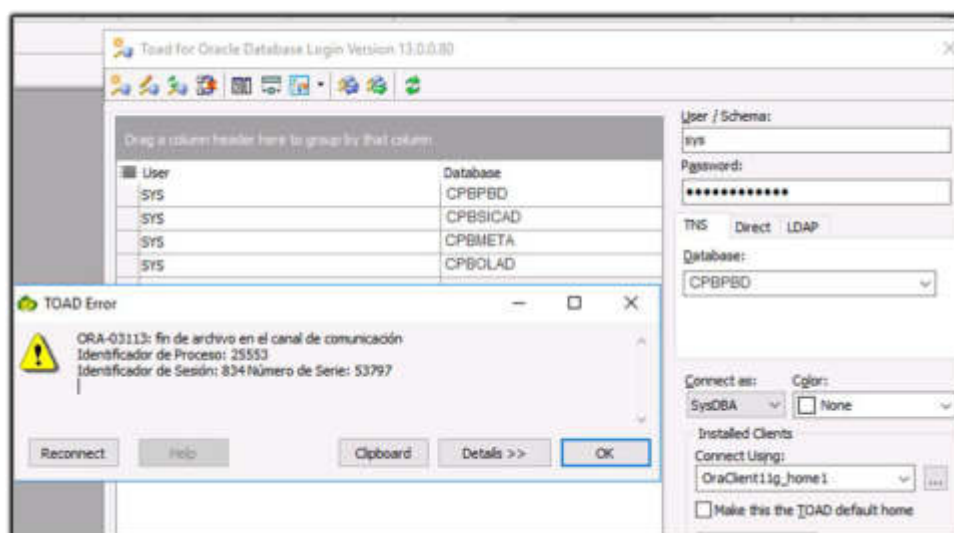 Toad for Oracle Database Login Version 13.0.0.80
Drag a column header here to group by that column
User Database
SYS CPBPBD
SYS CPBSICAD
SYS CPBMETA
SYS CPBOLAD
User / Schema:
sys
Password:
TNS Direct LDAP
Database:
CPBPBD
Connect as: Color:
SysDBA None
Installed Clients
Connect Using:
OraClient11g_home1
...
Make this the TOAD default home
TOAD Error
ORA-03113: fin de archivo en el canal de comunicación
Identificador de Proceso: 25553
Identificador de Sesión: 834 Número de Serie: 53797
Reconnect Help Clipboard Details >> OK